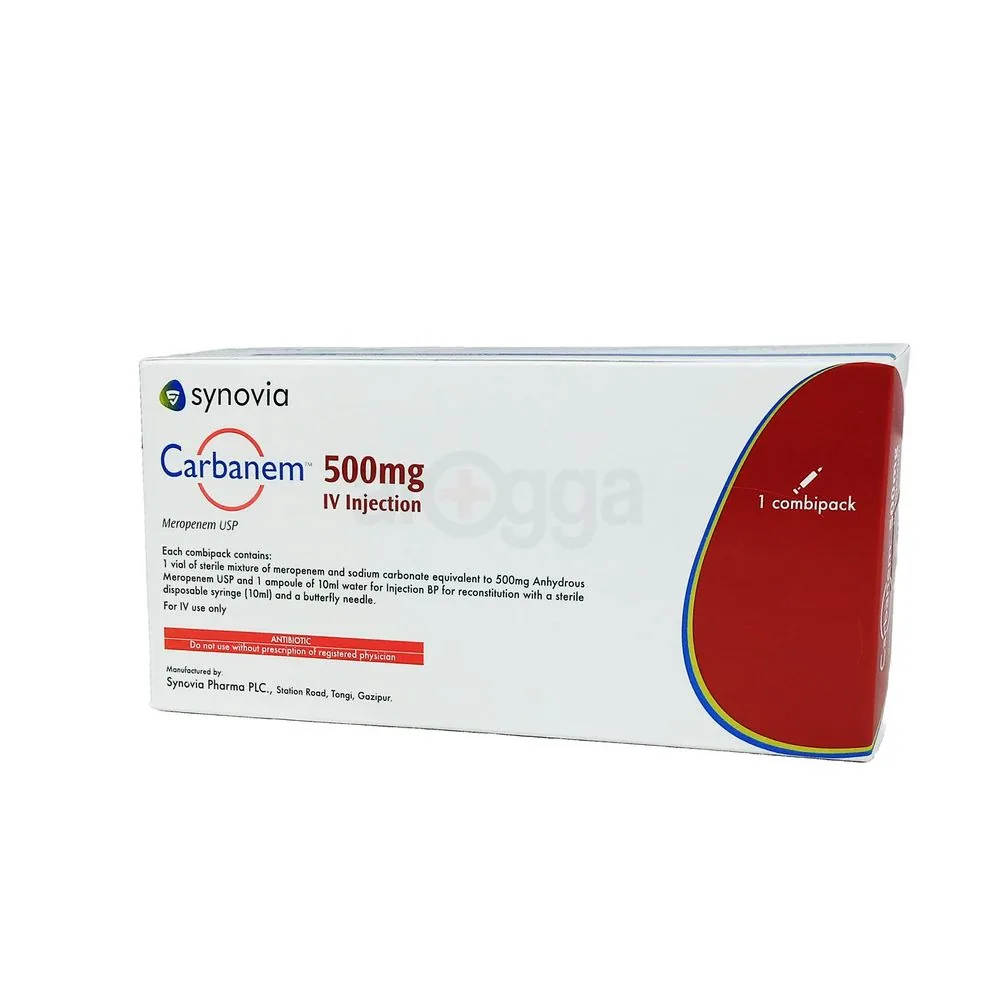 synovia
Carbanem™ 500mg
IV Injection
Meropenem USP
1 combipack
Each combipack contains:
1 vial of sterile mixture of meropenem and sodium carbonate equivalent to 500mg Anhydrous
Meropenem USP and 1 ampoule of 10ml water for Injection BP for reconstitution with a sterile
disposable syringe (10ml) and a butterfly needle.
For IV use only
ANTIBIOTIC
Do not use without prescription of registered physician
Manufactured by:
Synovia Pharma PLC., Station Road, Tongi, Gazipur.